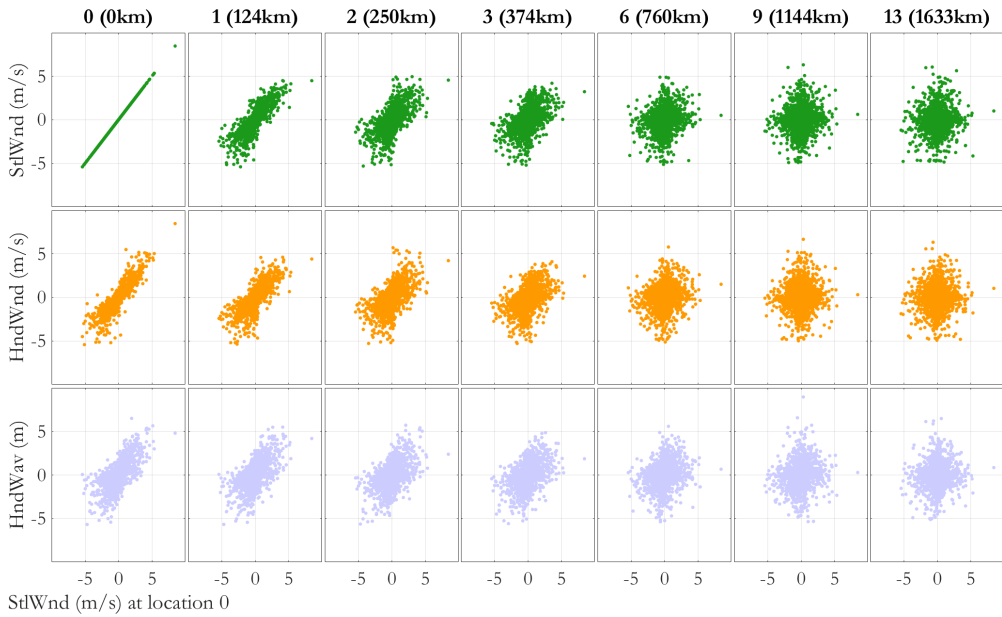 0 (0km) 1 (124km) 2 (250km) 3 (374km) 6 (760km) 9 (1144km) 13 (1633km)
StlWnd (m/s)
5
0
-5
HndWnd (m/s)
5
0
-5
HndWav (m)
5
0
-5
-5 0 5 -5 0 5 -5 0 5 -5 0 5 -5 0 5 -5 0 5 -5 0 5
StlWnd (m/s) at location 0